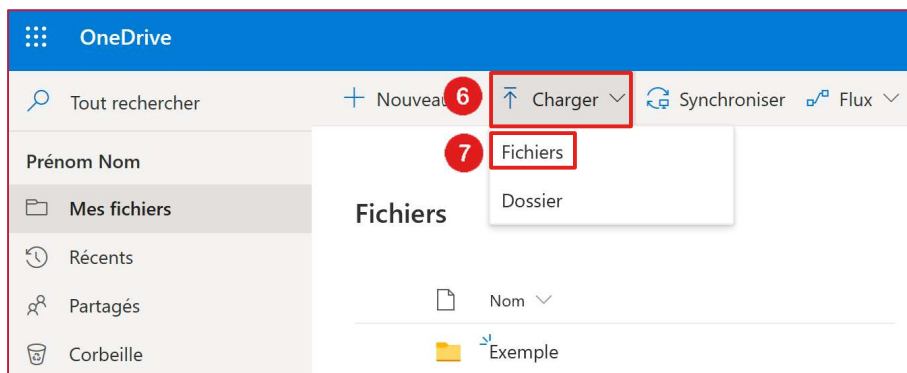 OneDrive
Tout rechercher
Nouveau 6 Charger Synchroniser Flux
7 Fichiers
Prénom Nom
Dossier
Mes fichiers
Fichiers
Récents
Nom
Partagés
Exemple
Corbeille